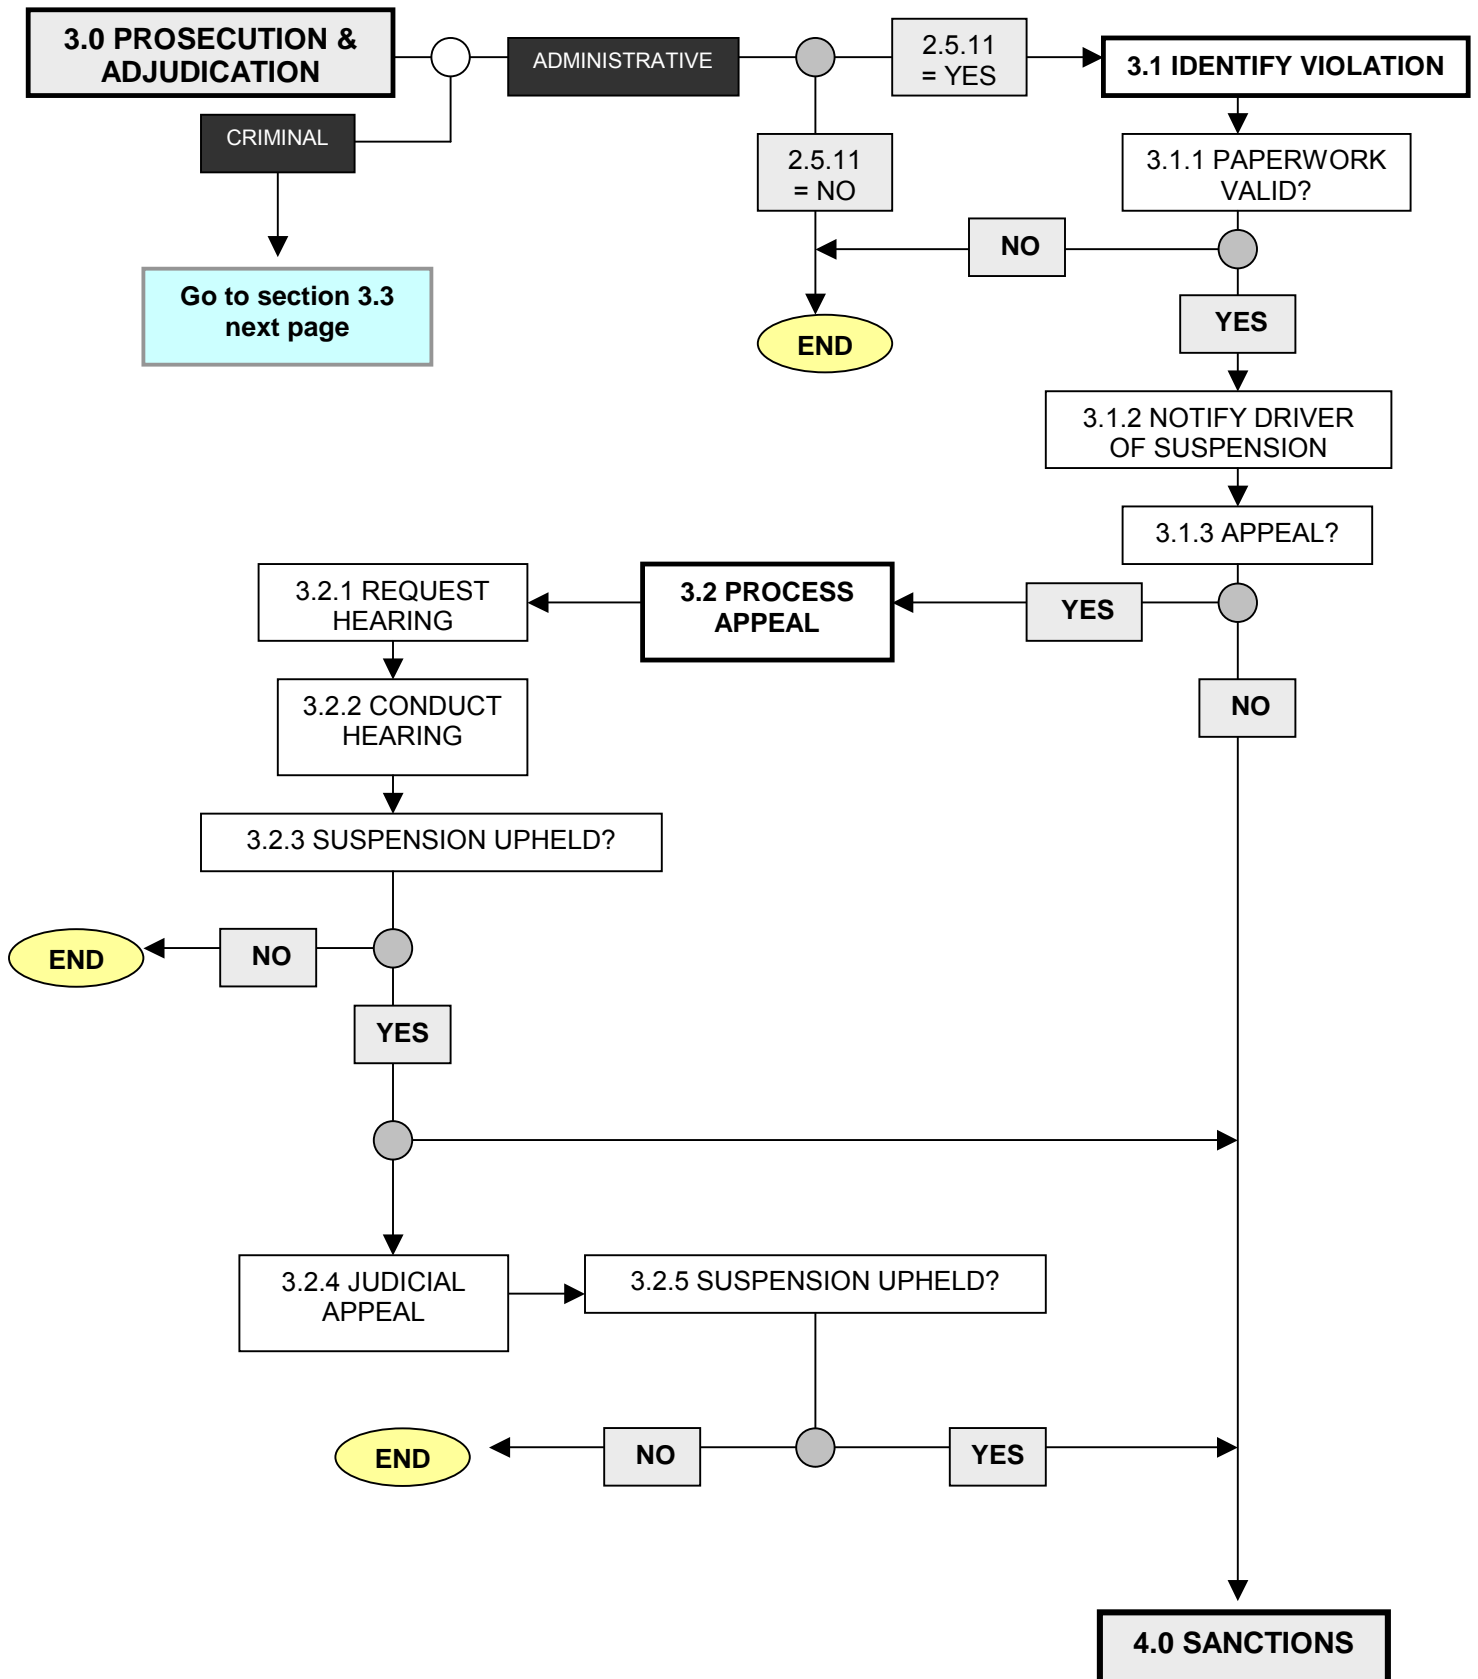 3.0 PROSECUTION &
ADJUDICATION
ADMINISTRATIVE
2.5.11
= YES
3.1 IDENTIFY VIOLATION
CRIMINAL
2.5.11
= NO
3.1.1 PAPERWORK
VALID?
NO
Go to section 3.3
next page
END
YES
3.1.2 NOTIFY DRIVER
OF SUSPENSION
3.1.3 APPEAL?
3.2.1 REQUEST
HEARING
3.2 PROCESS
APPEAL
YES
NO
3.2.2 CONDUCT
HEARING
3.2.3 SUSPENSION UPHELD?
END
NO
YES
3.2.4 JUDICIAL
APPEAL
3.2.5 SUSPENSION UPHELD?
END
NO
YES
4.0 SANCTIONS